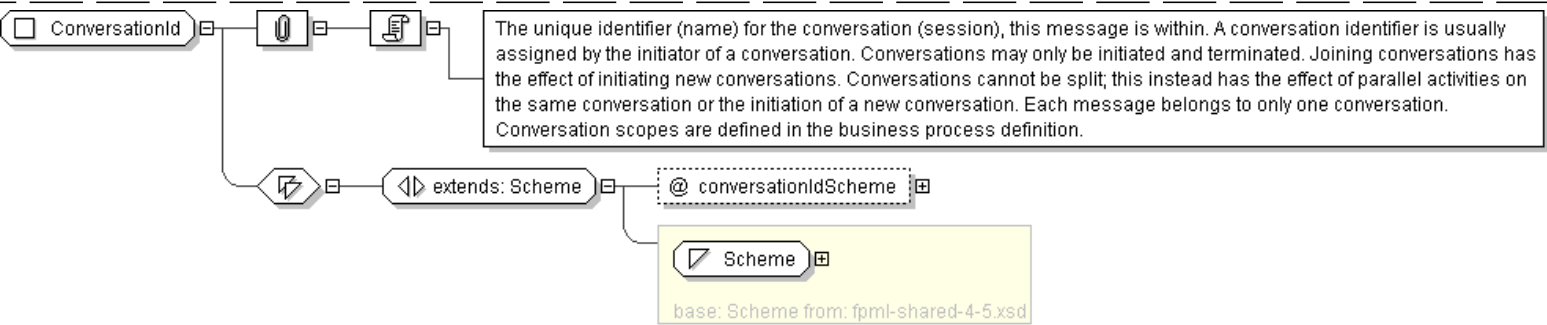 ConversationId
The unique identifier (name) for the conversation (session), this message is within. A conversation identifier is usually
assigned by the initiator of a conversation. Conversations may only be initiated and terminated. Joining conversations has
the effect of initiating new conversations. Conversations cannot be split; this instead has the effect of parallel activities on
the same conversation or the initiation of a new conversation. Each message belongs to only one conversation.
Conversation scopes are defined in the business process definition.
extends: Scheme
@ conversationIdScheme
Scheme
base: Scheme from: fpml-shared-4-5.xsd